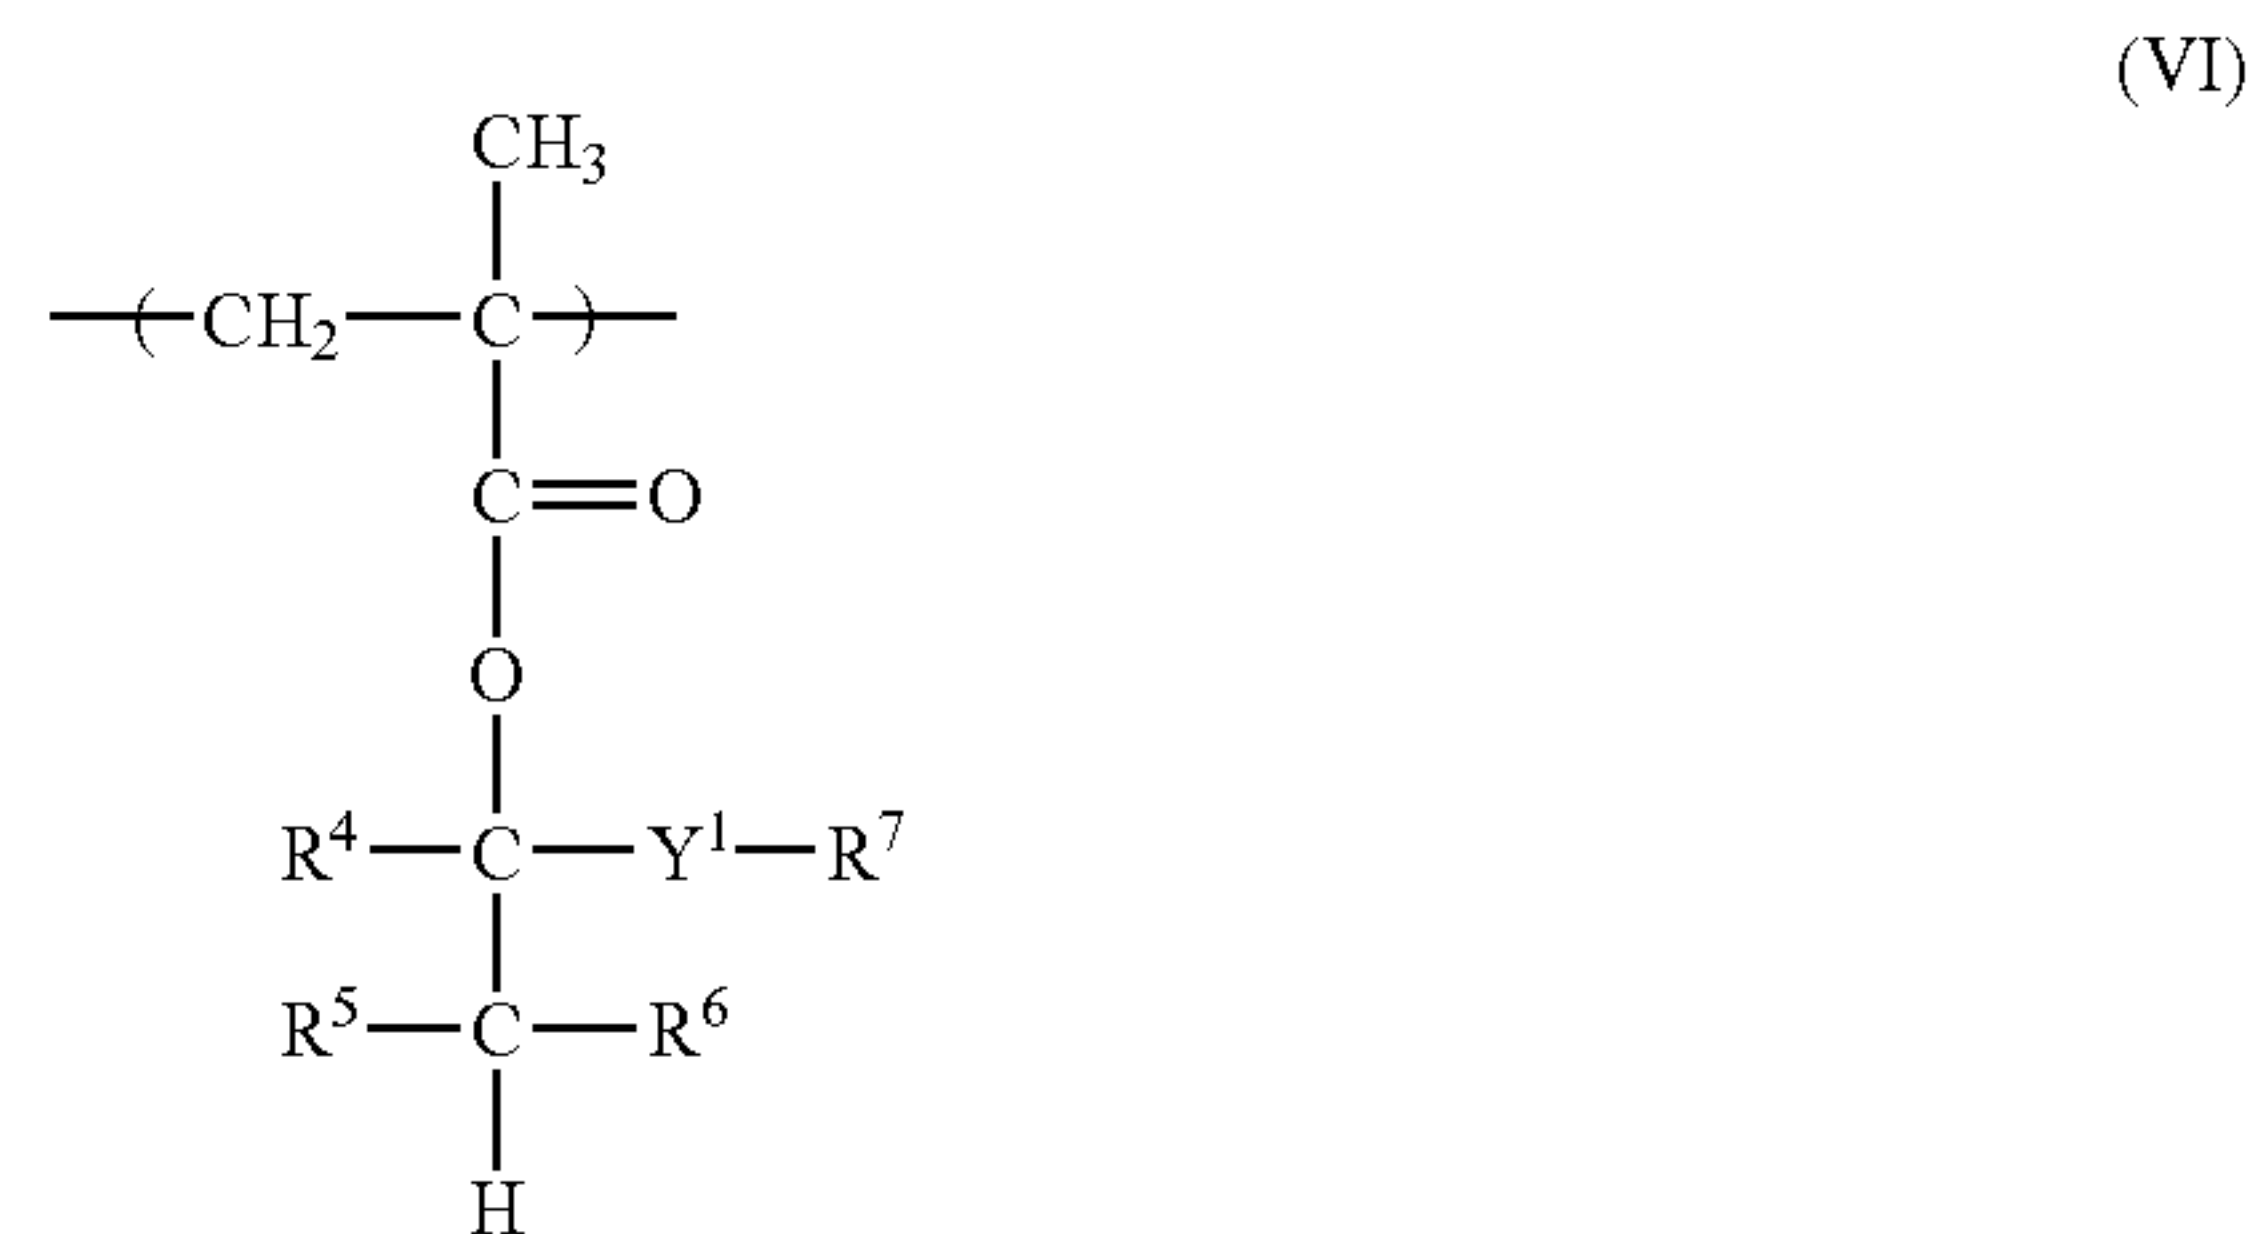 (VI)
CH₃
—(CH₂—C)—
C=O
O
R⁴—C—Y¹—R⁷
R⁵—C—R⁶
H